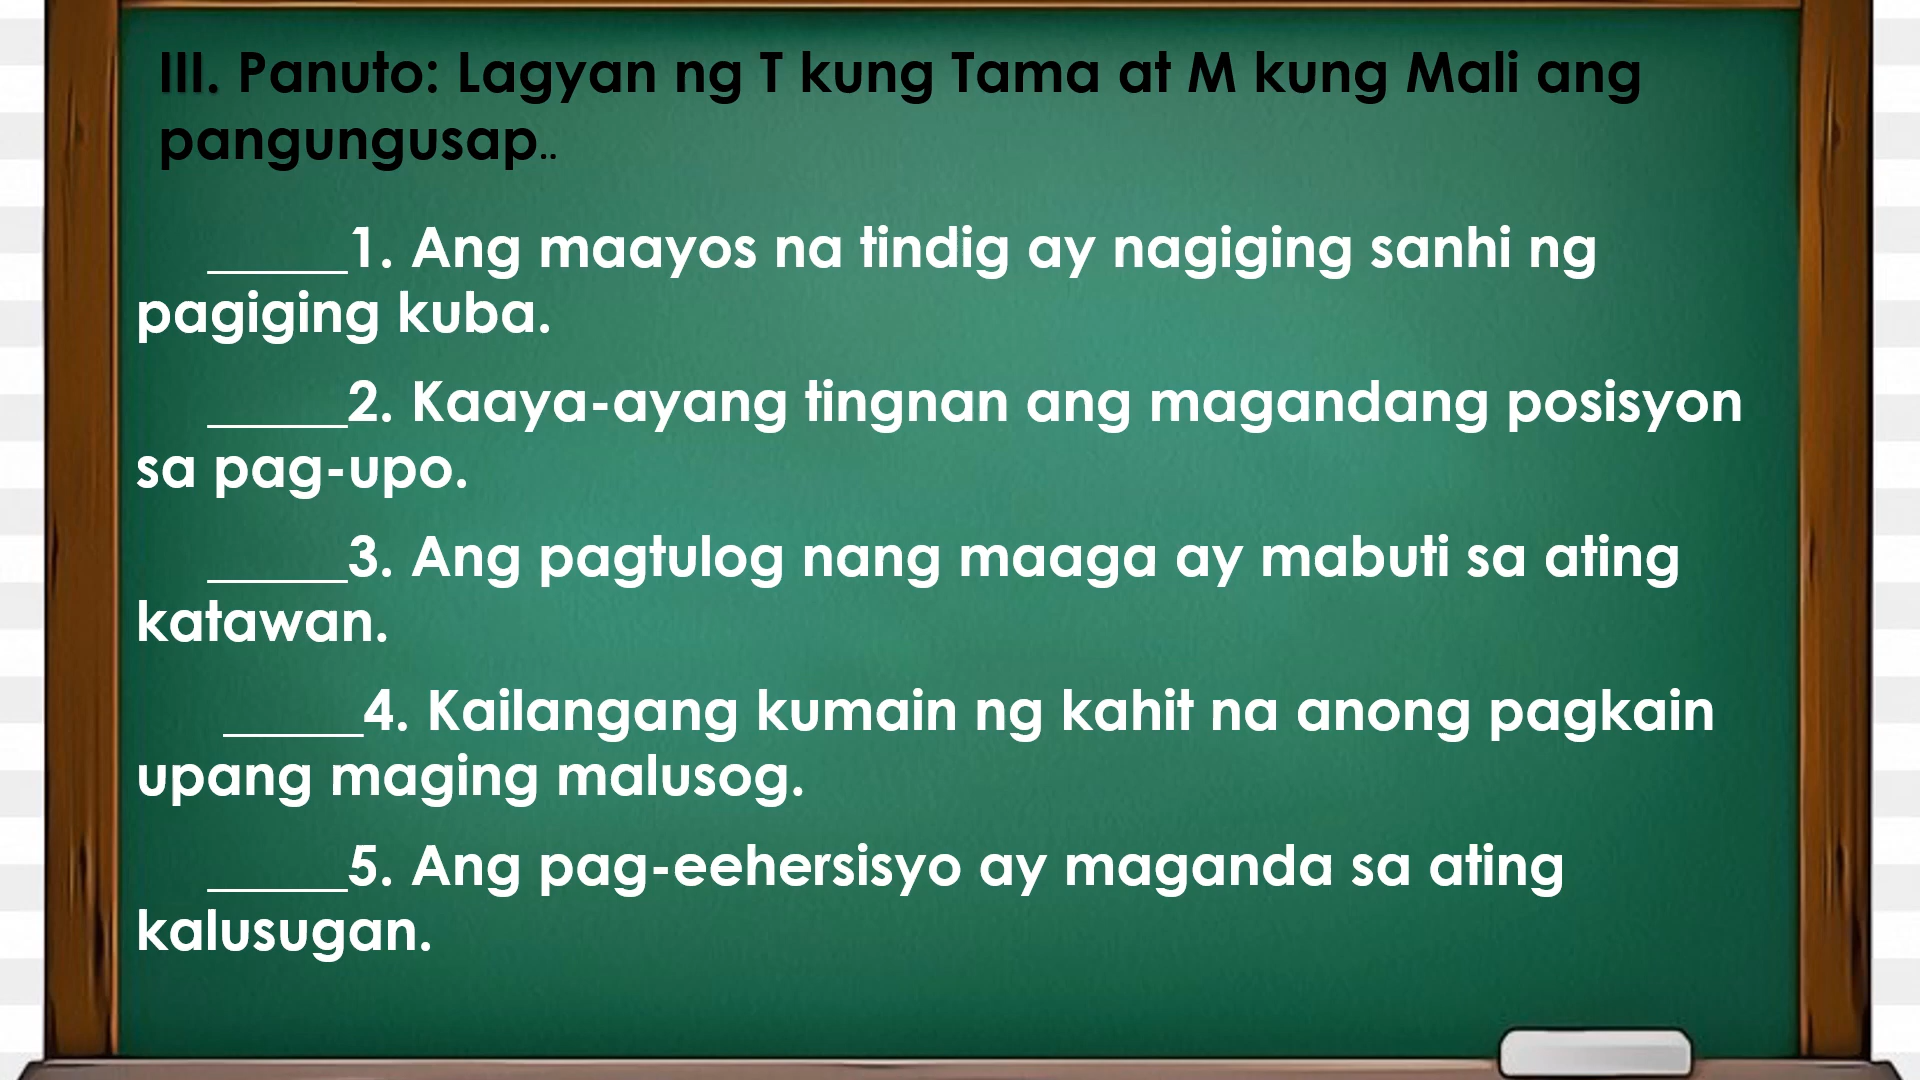 III. Panuto: Lagyan ng T kung Tama at M kung Mali ang
pangungusap..
_____1. Ang maayos na tindig ay nagiging sanhi ng
pagiging kuba.
_____2. Kaaya-ayang tingnan ang magandang posisyon
sa pag-upo.
_____3. Ang pagtulog nang maaga ay mabuti sa ating
katawan.
_____4. Kailangang kumain ng kahit na anong pagkain
upang maging malusog.
_____5. Ang pag-eehersisyo ay maganda sa ating
kalusugan.